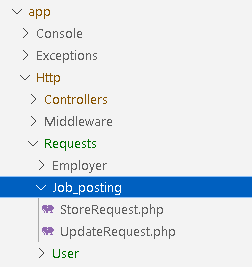 app
Console
Exceptions
Http
Controllers
Middleware
Requests
Employer
Job_posting
StoreRequest.php
UpdateRequest.php
User